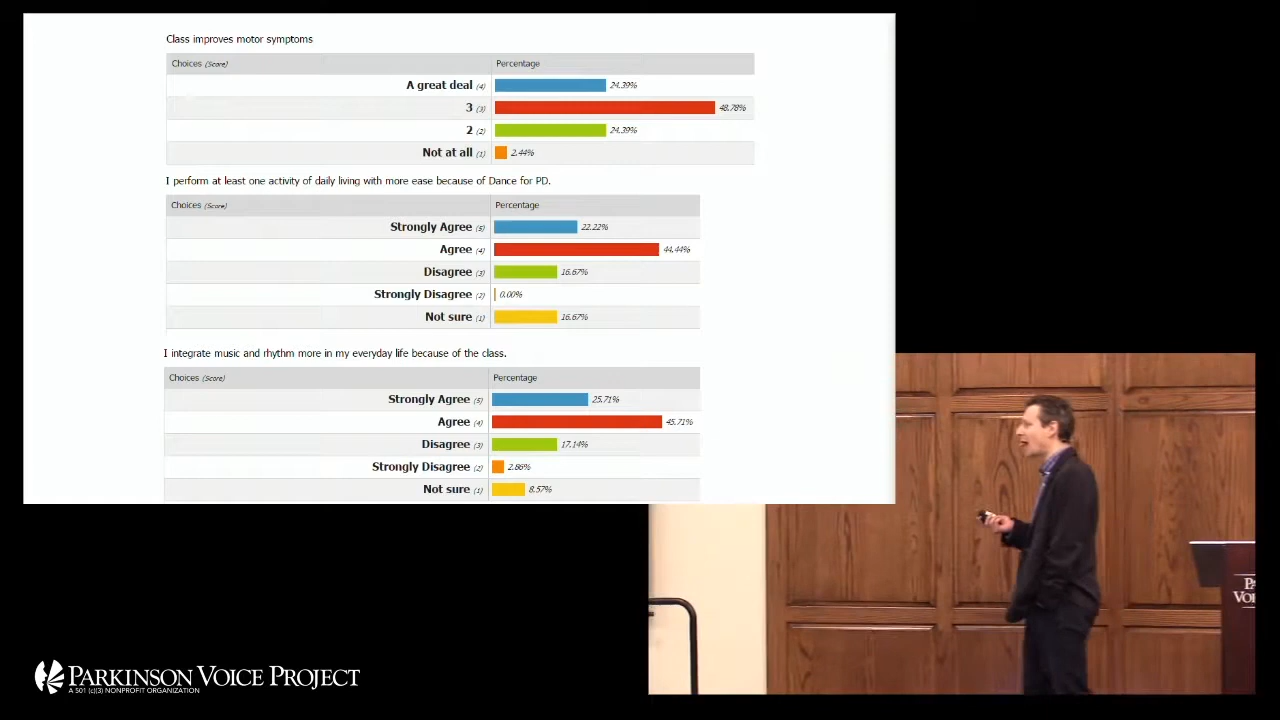 Class improves motor symptoms
Choices (Score) Percentage
A great deal (4) 24.39%
3 (3) 48.78%
2 (2) 24.39%
Not at all (1) 2.44%
I perform at least one activity of daily living with more ease because of Dance for PD.
Choices (Score) Percentage
Strongly Agree (5) 22.22%
Agree (4) 44.44%
Disagree (3) 16.67%
Strongly Disagree (2) 0.00%
Not sure (1) 16.67%
I integrate music and rhythm more in my everyday life because of the class.
Choices (Score) Percentage
Strongly Agree (5) 25.71%
Agree (4) 45.71%
Disagree (3) 17.14%
Strongly Disagree (2) 2.86%
Not sure (1) 8.57%
PARKINSON VOICE PROJECT
A 501 (c)(3) NONPROFIT ORGANIZATION